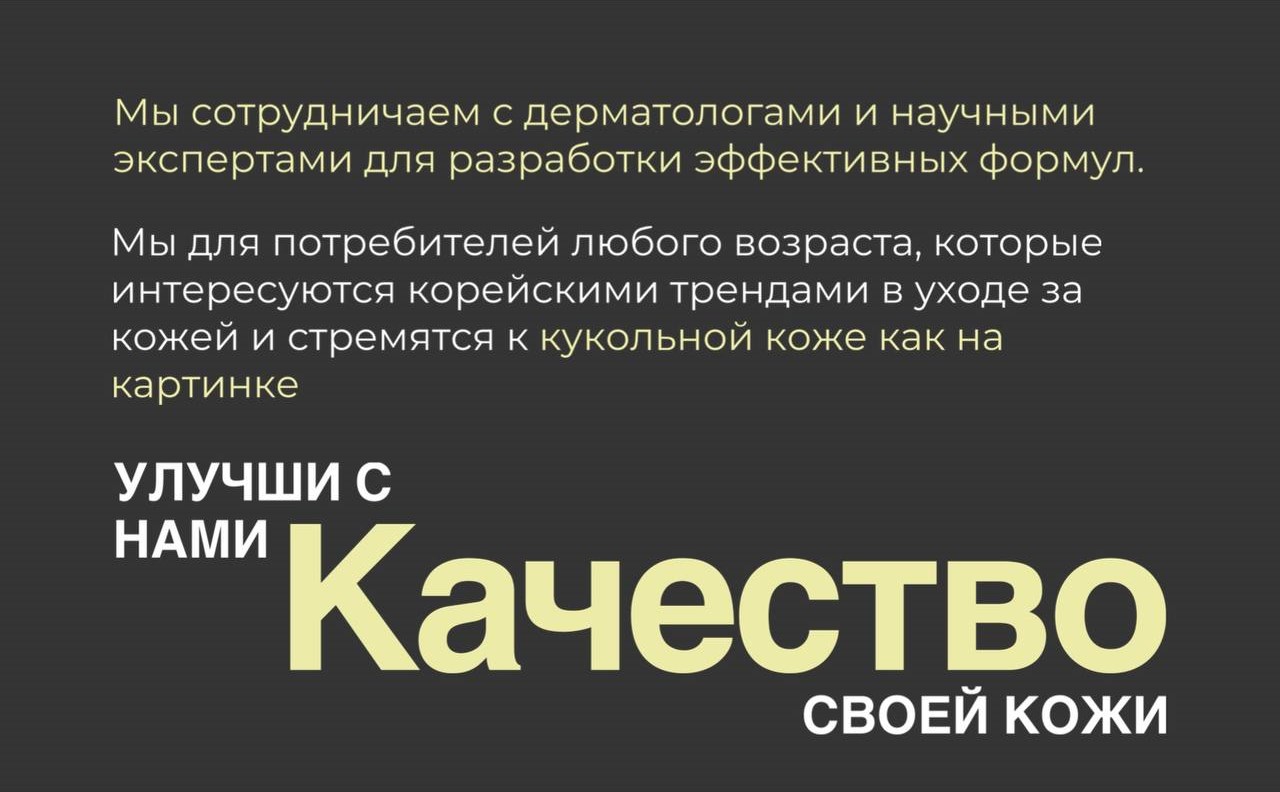 Мы сотрудничаем с дерматологами и научными
экспертами для разработки эффективных формул.
Мы для потребителей любого возраста, которые
интересуются корейскими трендами в уходе за
кожей и стремятся к кукольной коже как на
картинке
УЛУЧШИ С
НАМИ
Качество
СВОЕЙ КОЖИ